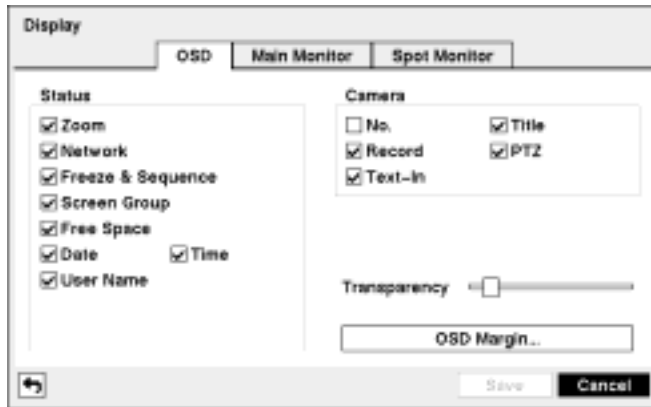 Display
OSD Main Monitor Spot Monitor
Status
Zoom
Network
Freeze & Sequence
Screen Group
Free Space
Date Time
User Name
Camera
No. Title
Record PTZ
Text-In
Transparency
OSD Margin...
Save Cancel